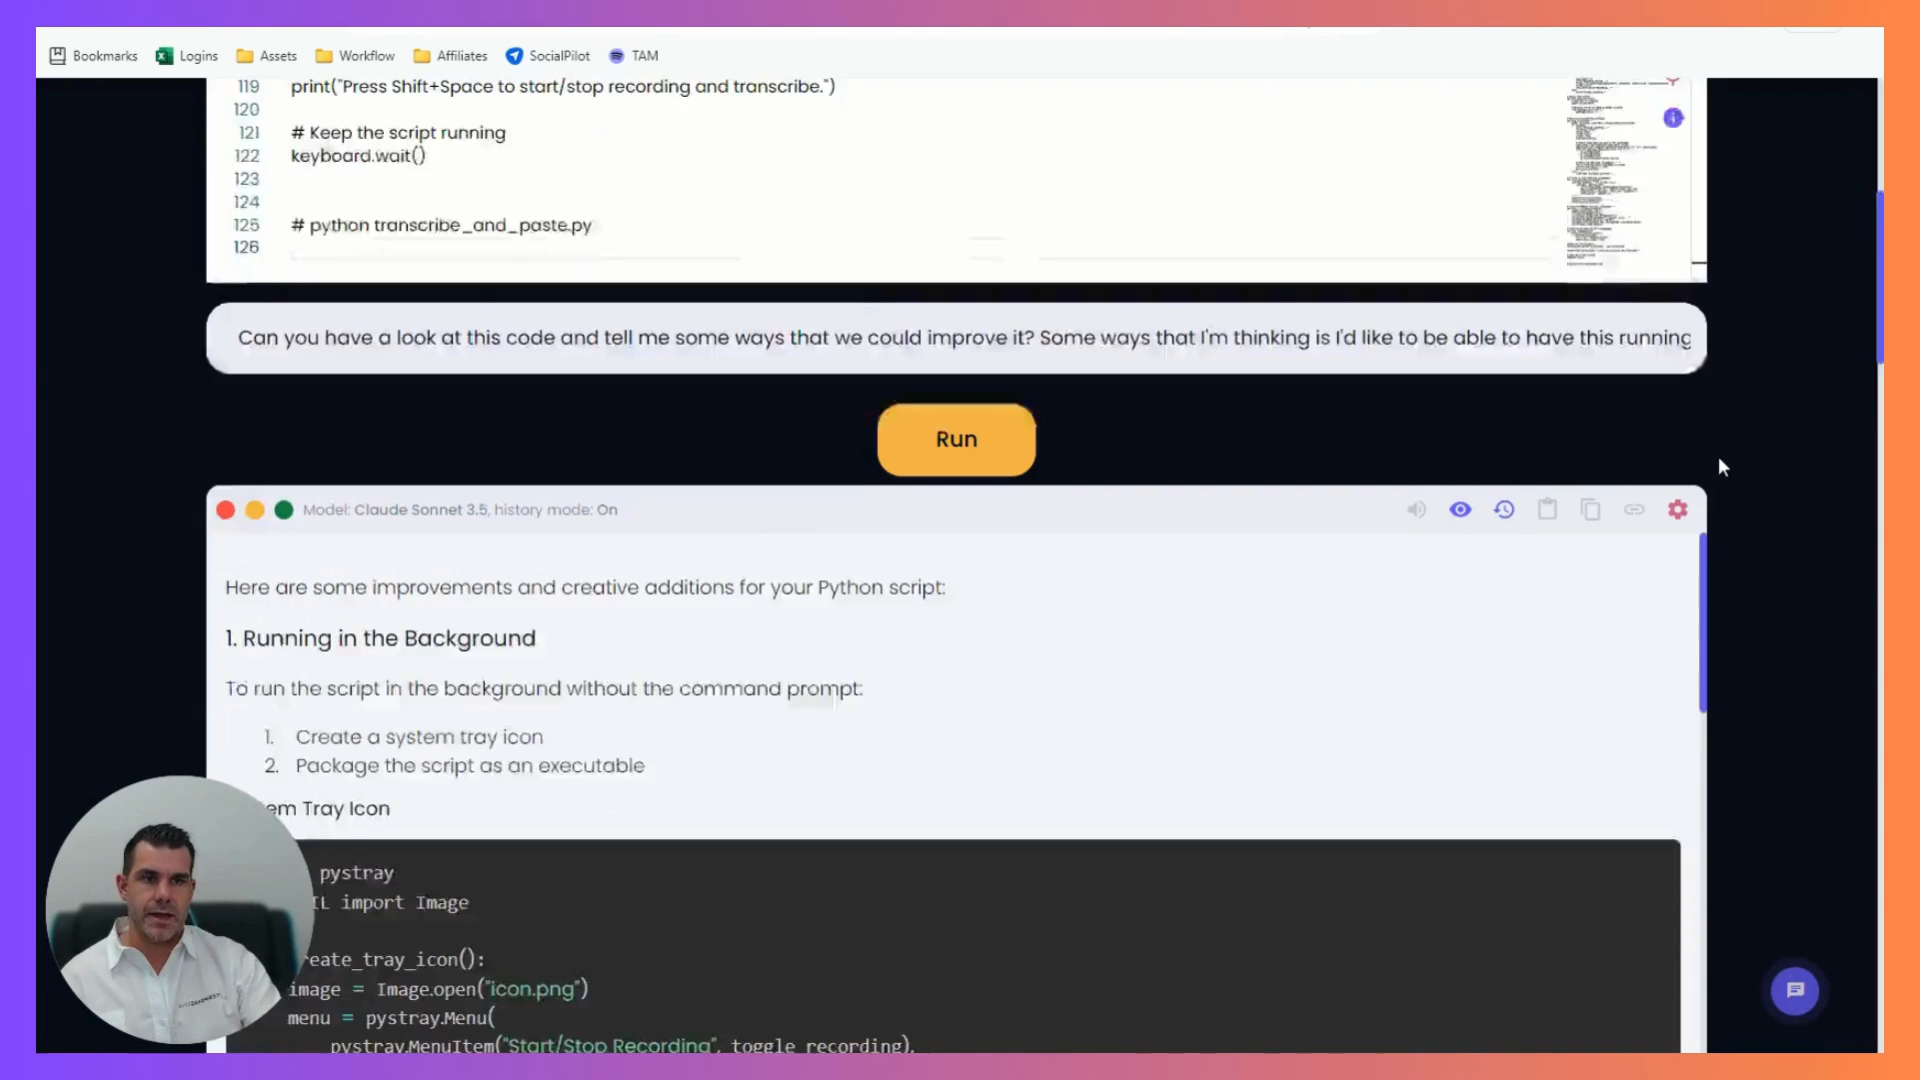 Bookmarks Logins Assets Workflow Affiliates SocialPilot TAM
119 print("Press Shift+Space to start/stop recording and transcribe.")
120
121 # Keep the script running
122 keyboard.wait()
123
124
125 # python transcribe_and_paste.py
126
Can you have a look at this code and tell me some ways that we could improve it? Some ways that I'm thinking is I'd like to be able to have this running
Run
Model: Claude Sonnet 3.5, history mode: On
Here are some improvements and creative additions for your Python script:
1. Running in the Background
To run the script in the background without the command prompt:
1. Create a system tray icon
2. Package the script as an executable
em Tray Icon
pystray
IL import Image
reate_tray_icon():
image = Image.open("icon.png")
menu = pystray.Menu(
pystray.MenuItem("Start/Stop Recording", toggle_recording),